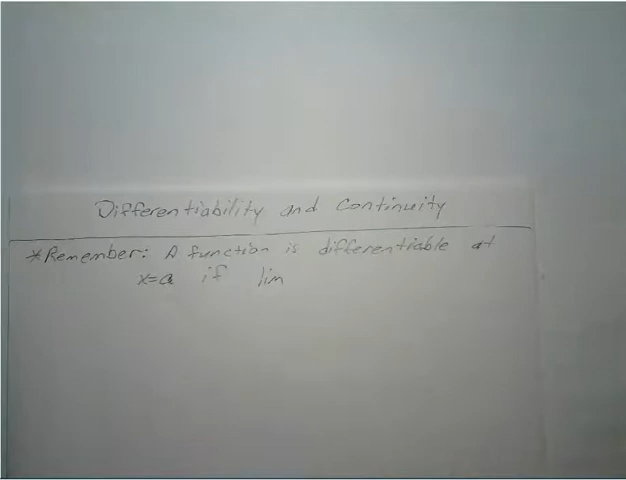 Differentiability and Continuity
*Remember: A function is differentiable at
x=a if lim